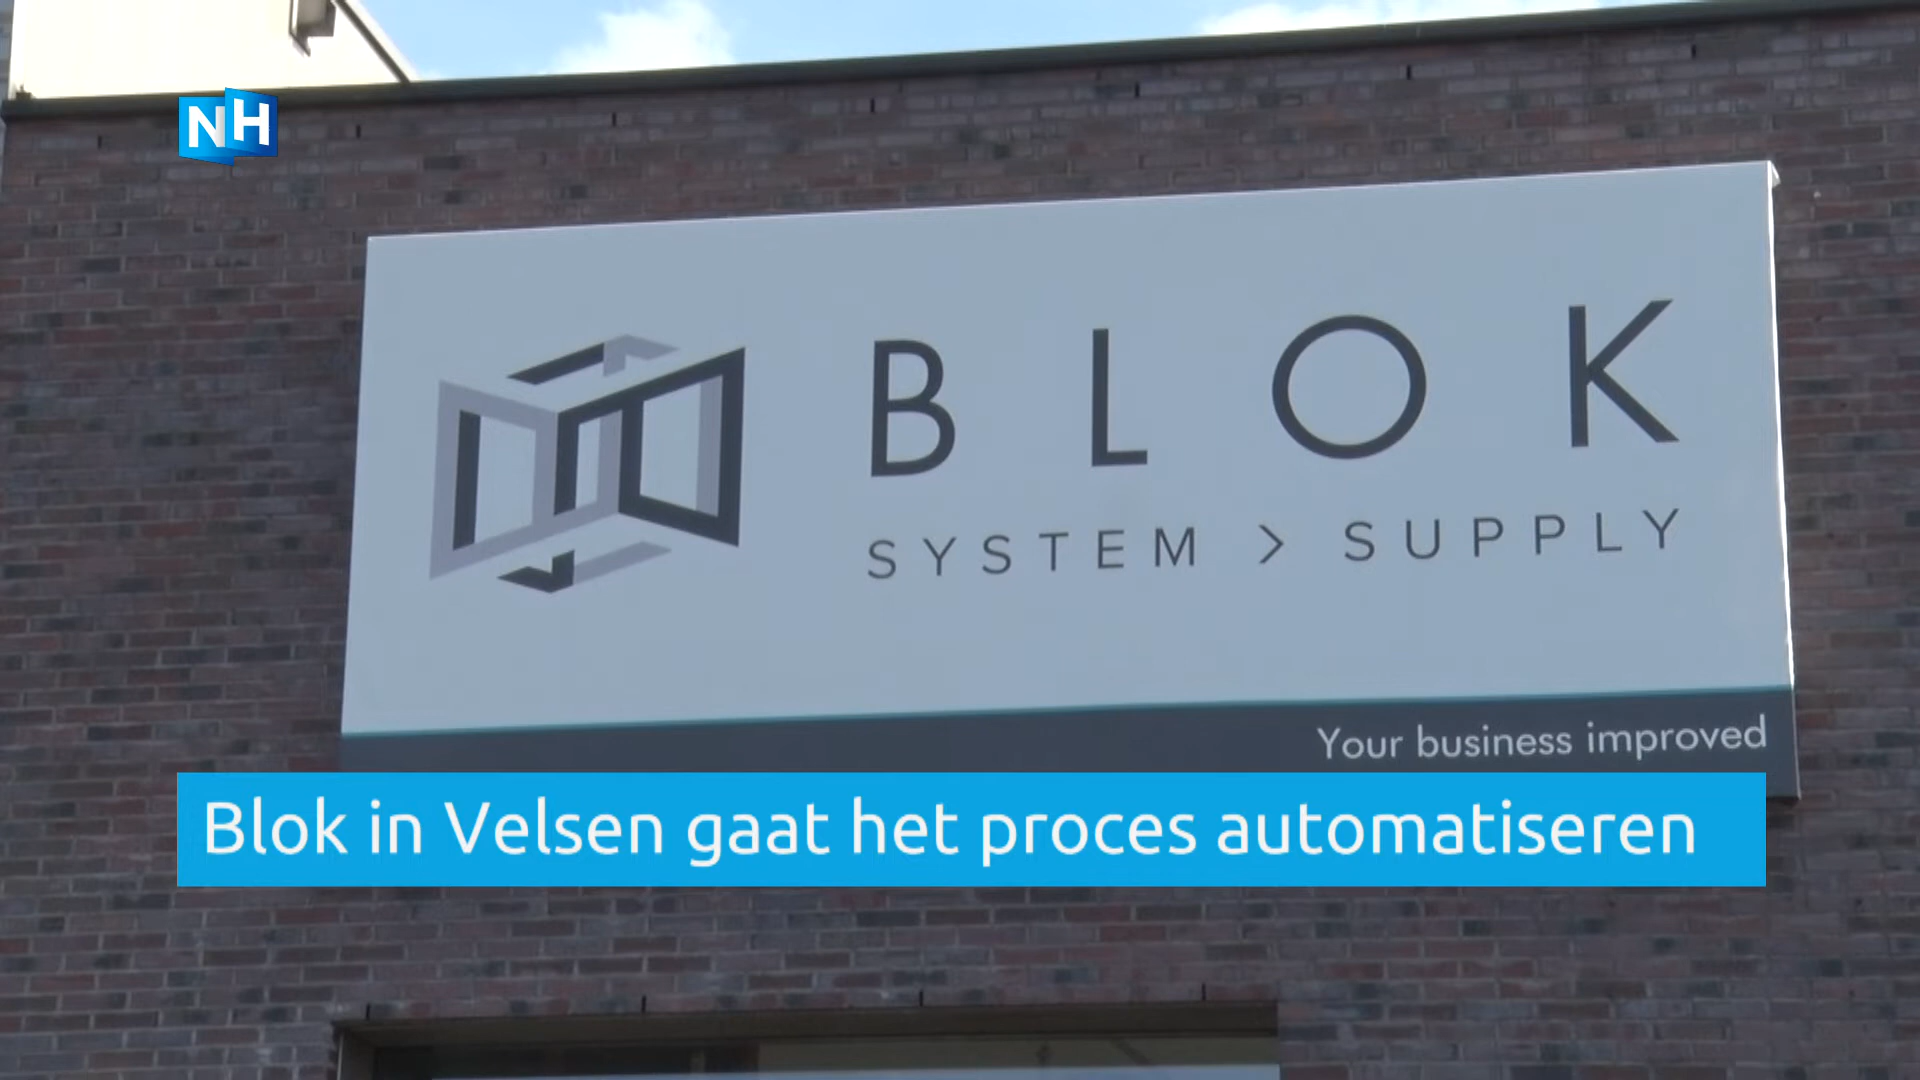 NH
BLOK
SYSTEM > SUPPLY
Your business improved
Blok in Velsen gaat het proces automatiseren